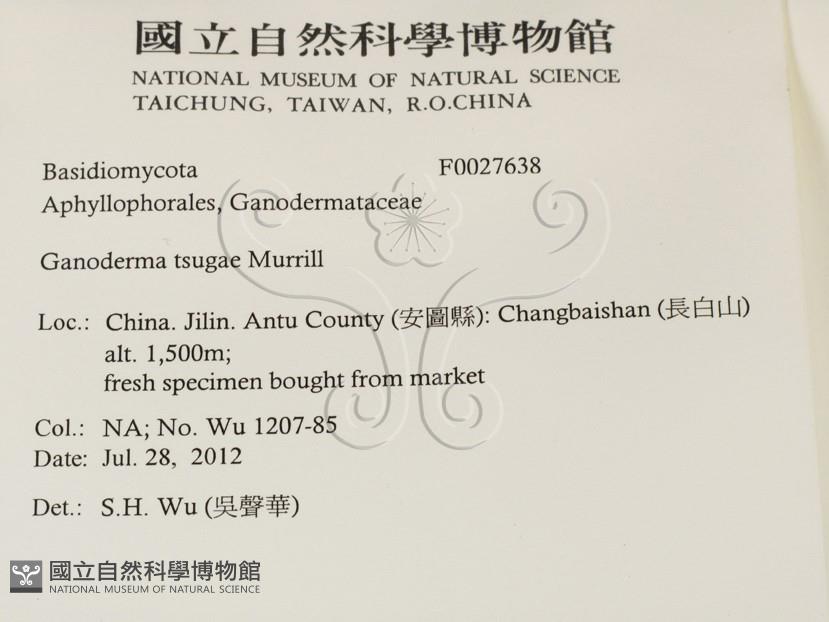 國立自然科學博物館
NATIONAL MUSEUM OF NATURAL SCIENCE
TAICHUNG, TAIWAN, R.O.CHINA
Basidiomycota F0027638
Aphyllophorales, Ganodermataceae
Ganoderma tsugae Murrill
Loc.: China. Jilin. Antu County (安圖縣): Changbaishan (長白山)
alt. 1,500m;
fresh specimen bought from market
Col.: NA; No. Wu 1207-85
Date: Jul. 28, 2012
Det.: S.H. Wu (吳聲華)
國立自然科學博物館
NATIONAL MUSEUM OF NATURAL SCIENCE